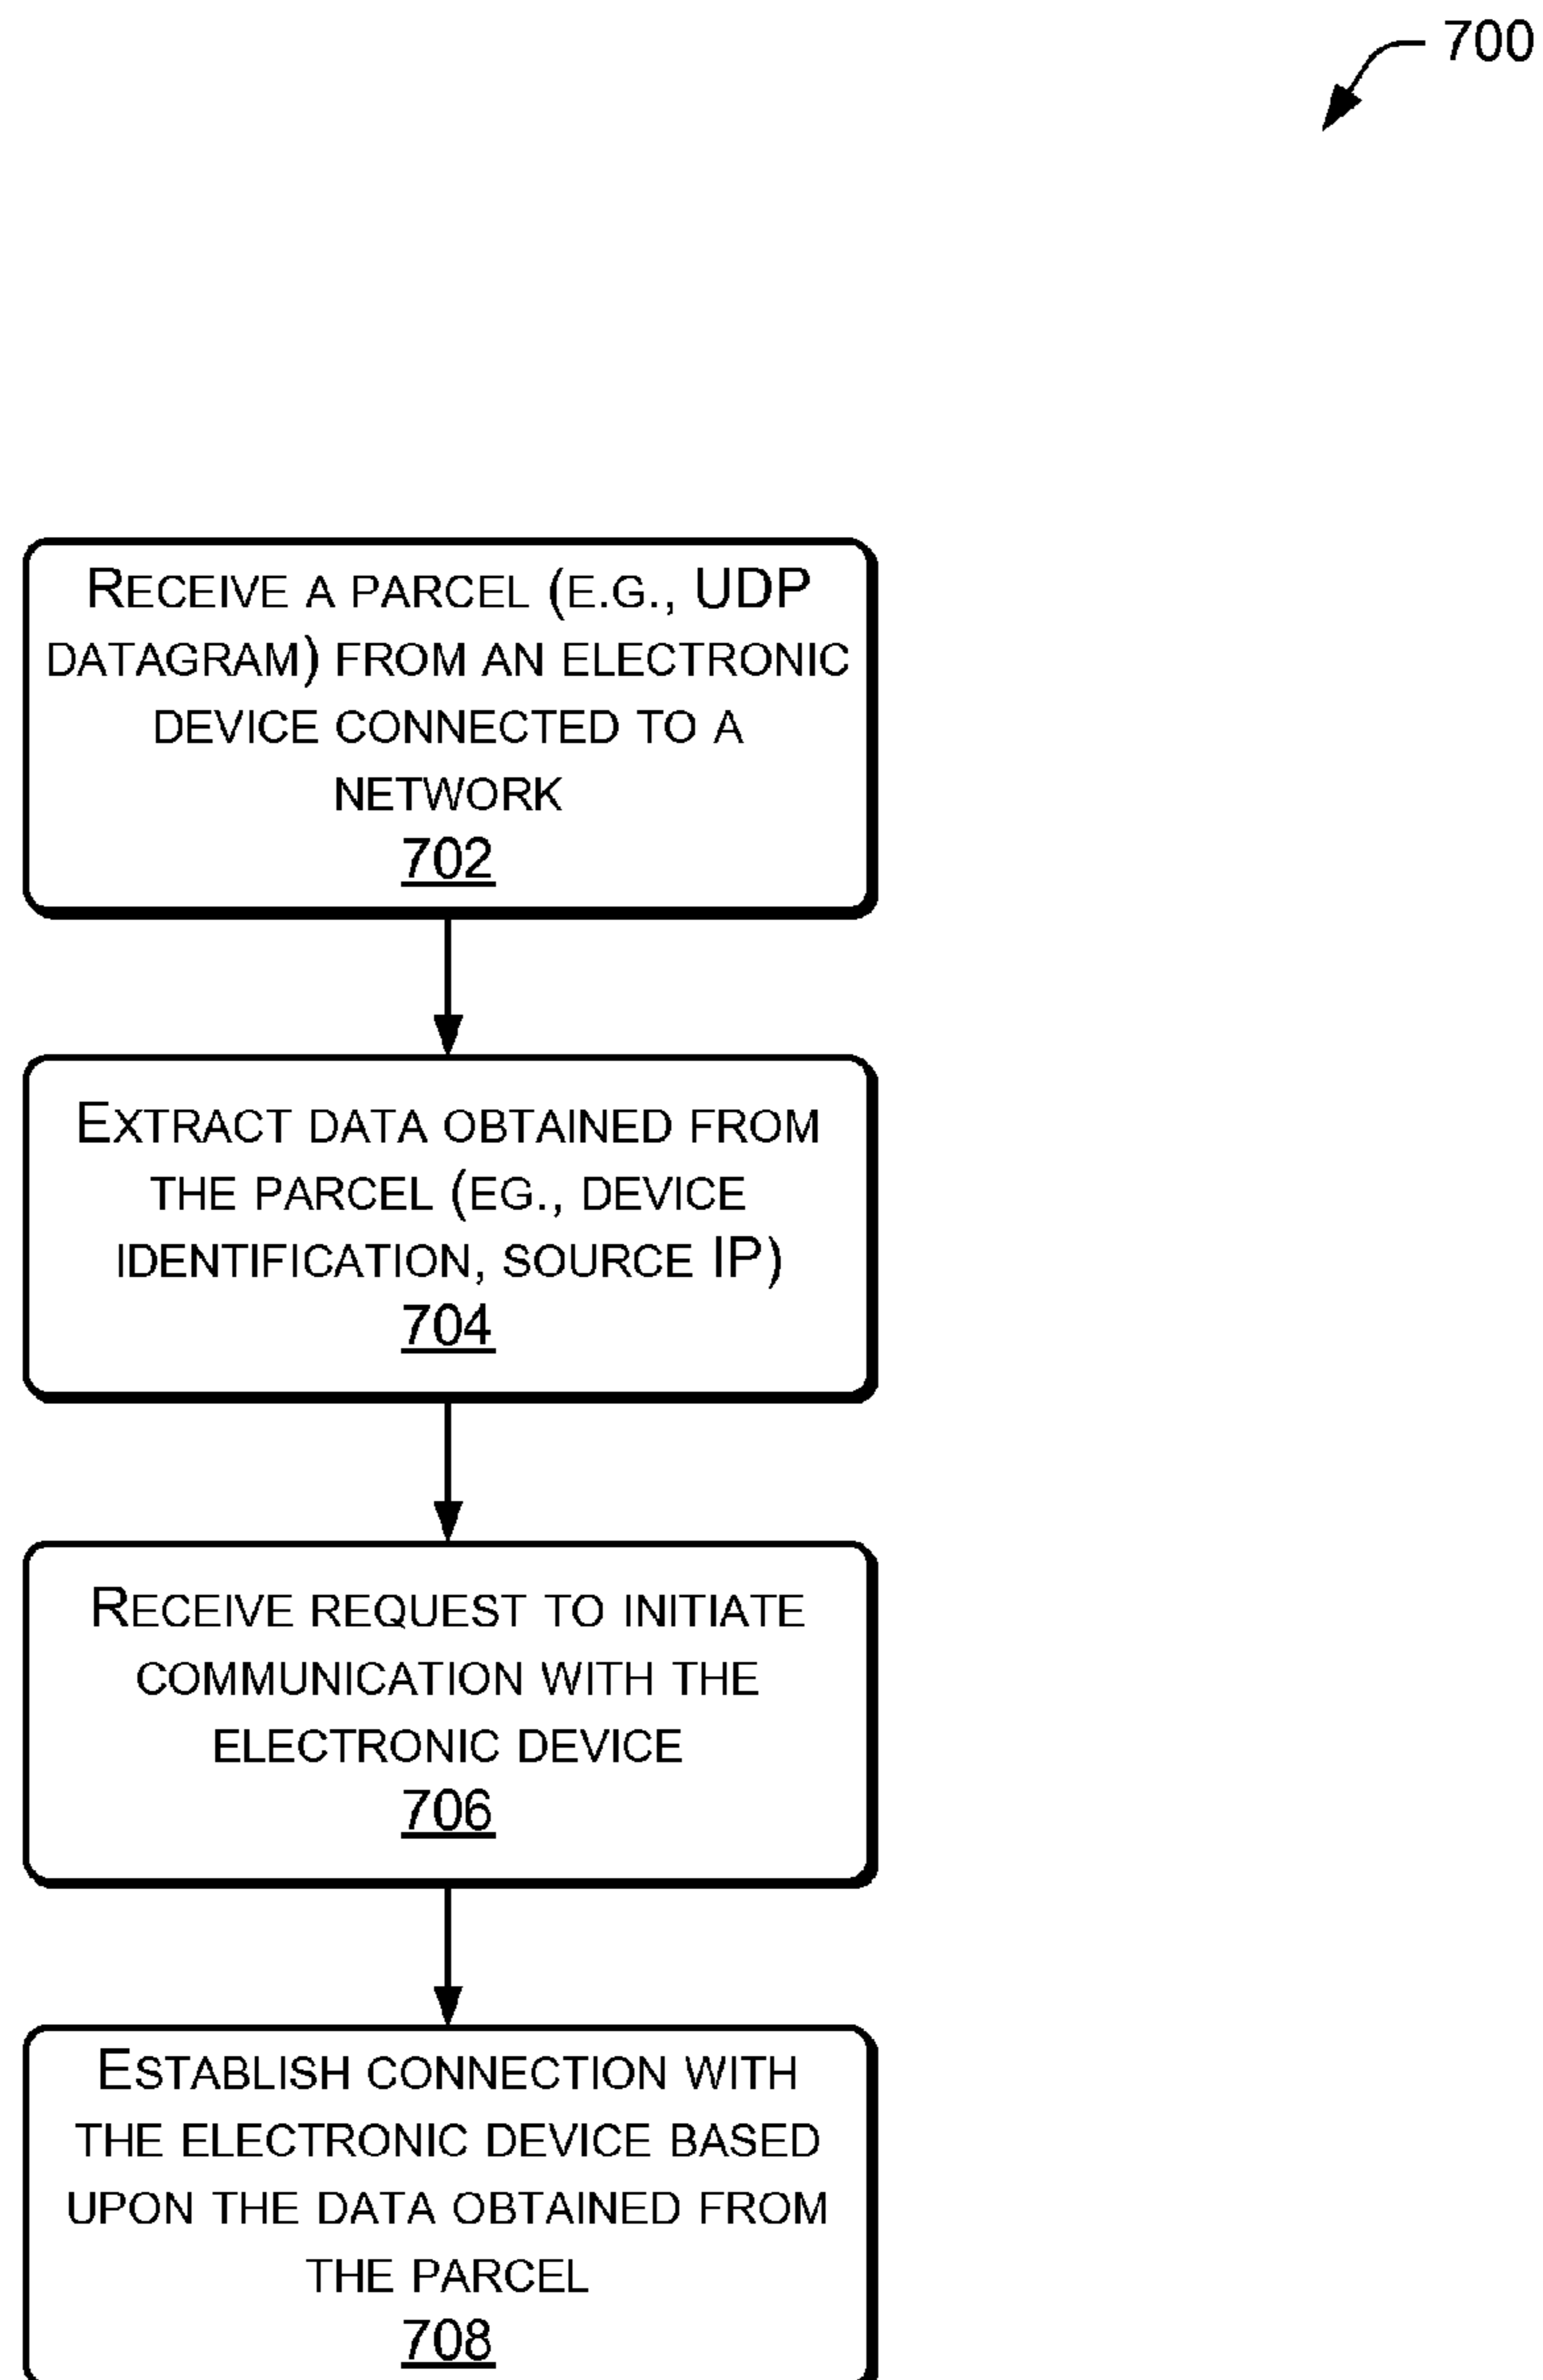 700
RECEIVE A PARCEL (E.G., UDP
DATAGRAM) FROM AN ELECTRONIC
DEVICE CONNECTED TO A
NETWORK
702
EXTRACT DATA OBTAINED FROM
THE PARCEL (EG., DEVICE
IDENTIFICATION, SOURCE IP)
704
RECEIVE REQUEST TO INITIATE
COMMUNICATION WITH THE
ELECTRONIC DEVICE
706
ESTABLISH CONNECTION WITH
THE ELECTRONIC DEVICE BASED
UPON THE DATA OBTAINED FROM
THE PARCEL
708